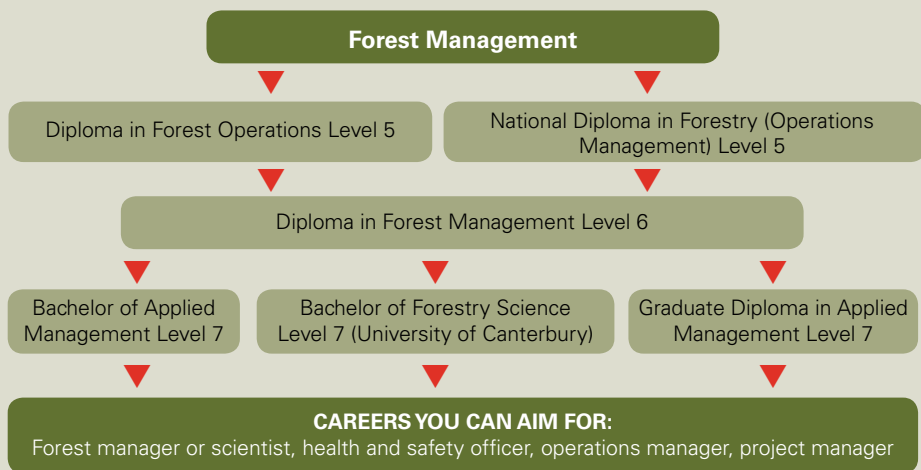 Forest Management
Diploma in Forest Operations Level 5
National Diploma in Forestry (Operations
Management) Level 5
Diploma in Forest Management Level 6
Bachelor of Applied
Management Level 7
Bachelor of Forestry Science
Level 7 (University of Canterbury)
Graduate Diploma in Applied
Management Level 7
CAREERS YOU CAN AIM FOR:
Forest manager or scientist, health and safety officer, operations manager, project manager